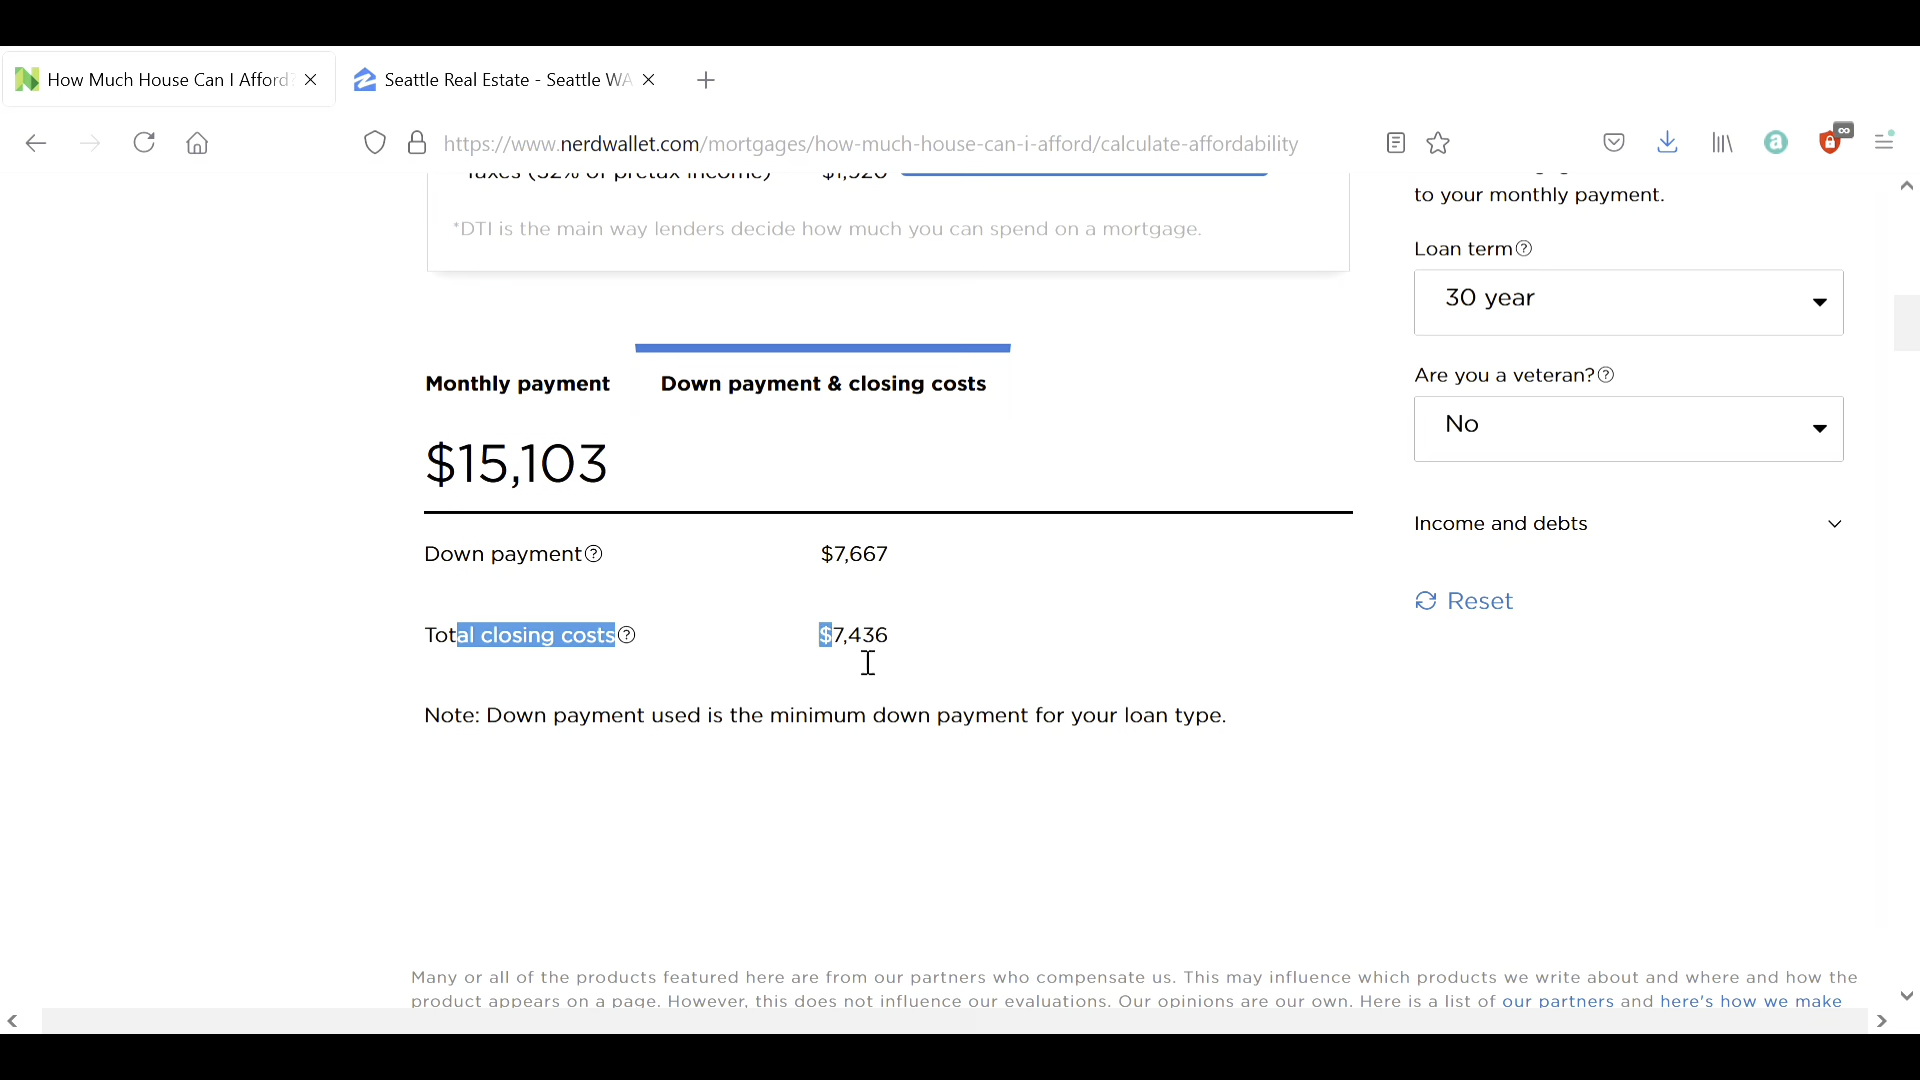 How Much House Can I Afford?
Seattle Real Estate - Seattle WA
https://www.nerdwallet.com/mortgages/how-much-house-can-i-afford/calculate-affordability
Taxes (32% of pretax income) $1,920
*DTI is the main way lenders decide how much you can spend on a mortgage.
to your monthly payment.
Loan term
30 year
Are you a veteran?
No
Income and debts
Reset
Monthly payment
Down payment & closing costs
$15,103
Down payment $7,667
Total closing costs $7,436
Note: Down payment used is the minimum down payment for your loan type.
Many or all of the products featured here are from our partners who compensate us. This may influence which products we write about and where and how the
product appears on a page. However, this does not influence our evaluations. Our opinions are our own. Here is a list of our partners and here's how we make